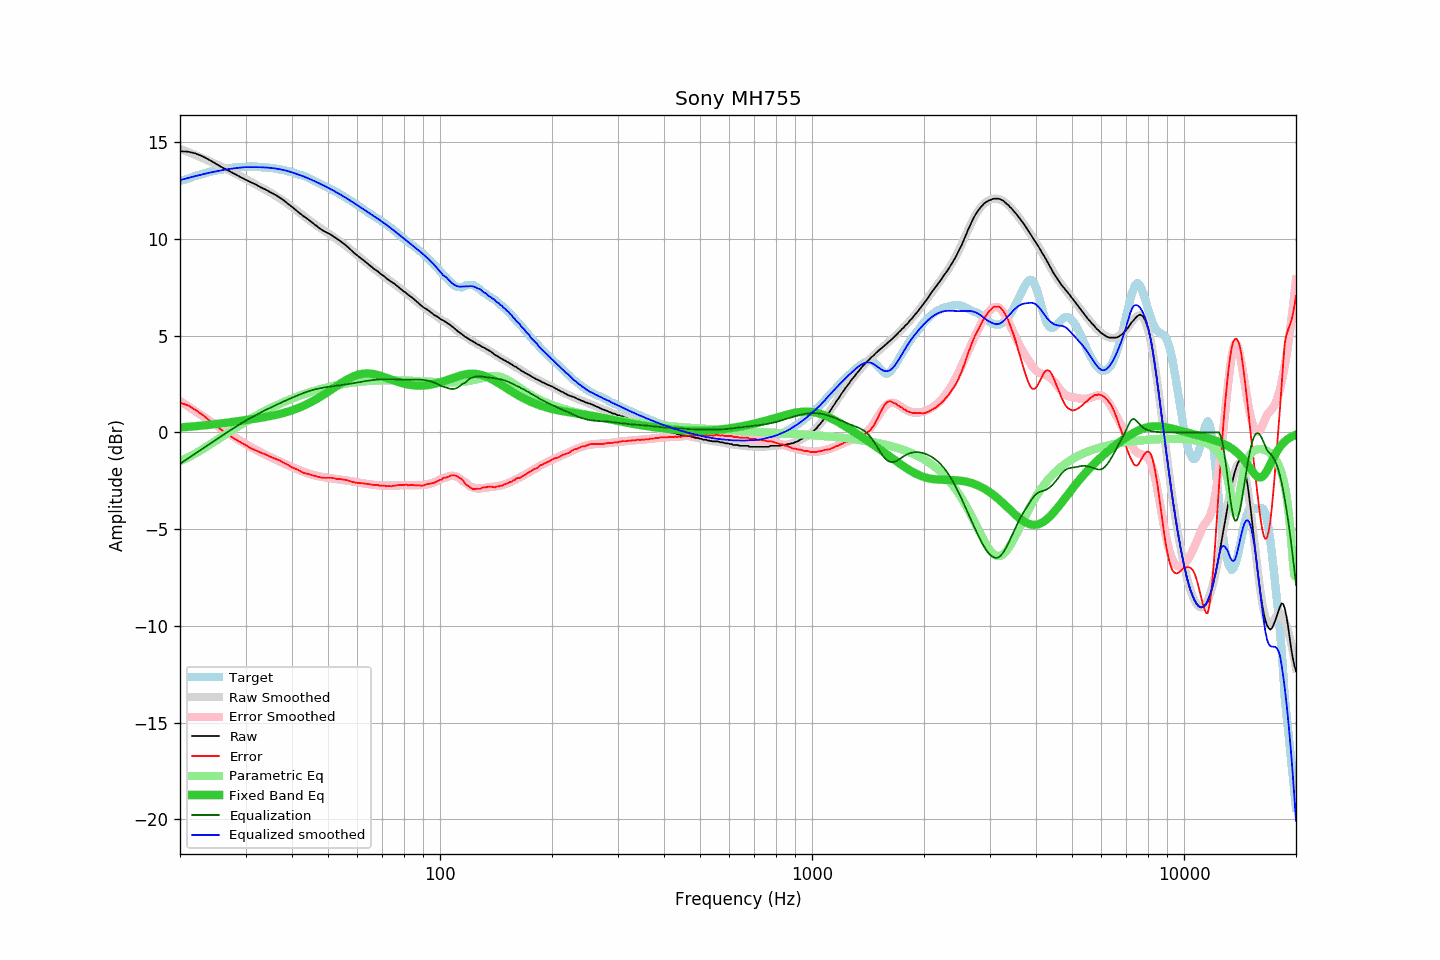 Sony MH755
15
10
5
0
−5
−10
−15
−20
Amplitude (dBr)
Target
Raw Smoothed
Error Smoothed
Raw
Error
Parametric Eq
Fixed Band Eq
Equalization
Equalized smoothed
100
1000
10000
Frequency (Hz)